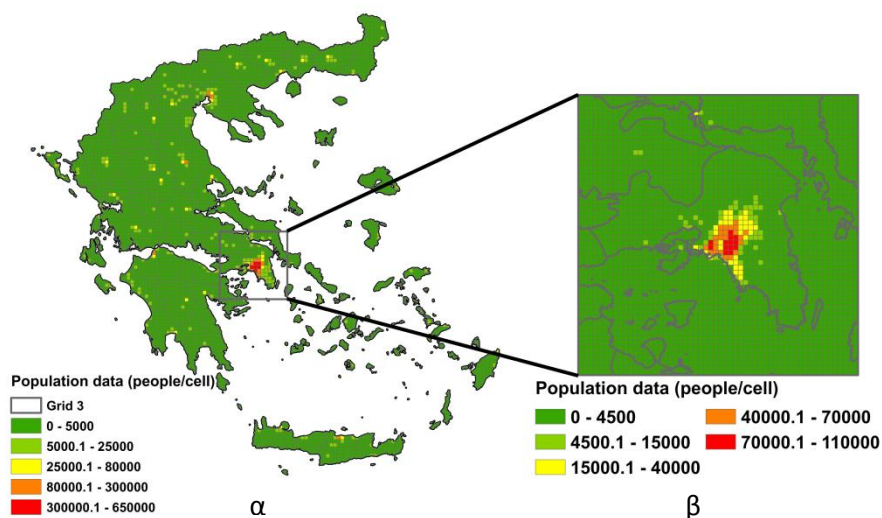 Population data (people/cell)
Grid 3
0 - 5000
5000.1 - 25000
25000.1 - 80000
80000.1 - 300000
300000.1 - 650000
α
Population data (people/cell)
0 - 4500
4500.1 - 15000
15000.1 - 40000
40000.1 - 70000
70000.1 - 110000
β